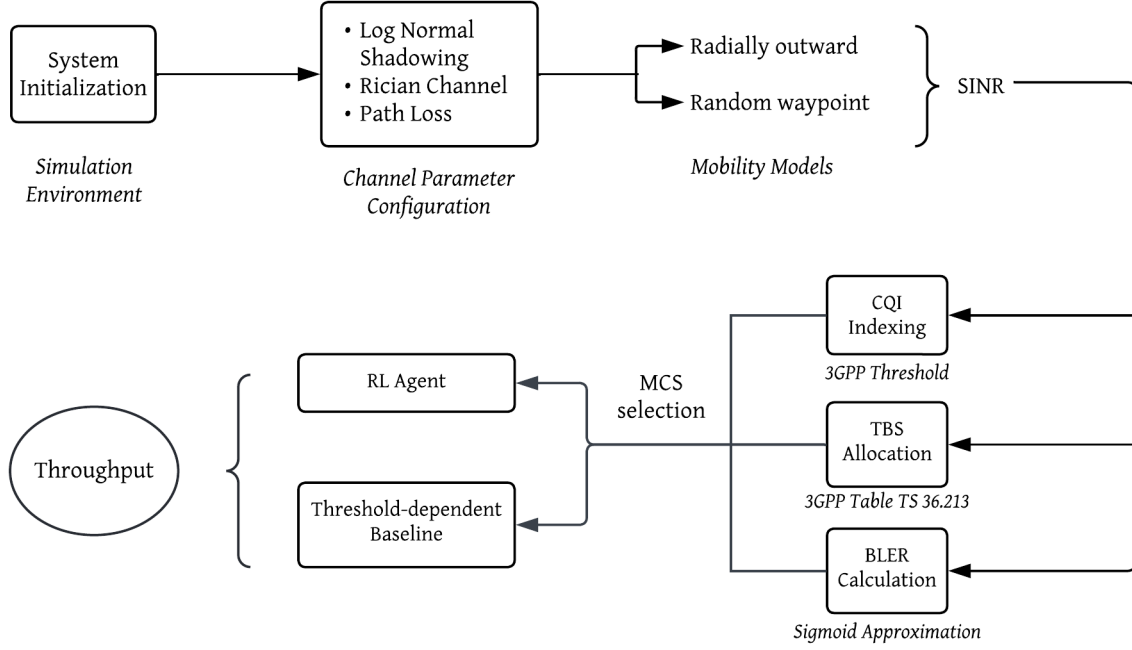 System
Initialization
Simulation
Environment
• Log Normal
Shadowing
• Rician Channel
• Path Loss
Channel Parameter
Configuration
Radially outward
Random waypoint
Mobility Models
SINR
CQI
Indexing
3GPP Threshold
TBS
Allocation
3GPP Table TS 36.213
BLER
Calculation
Sigmoid Approximation
MCS
selection
RL Agent
Threshold-dependent
Baseline
Throughput